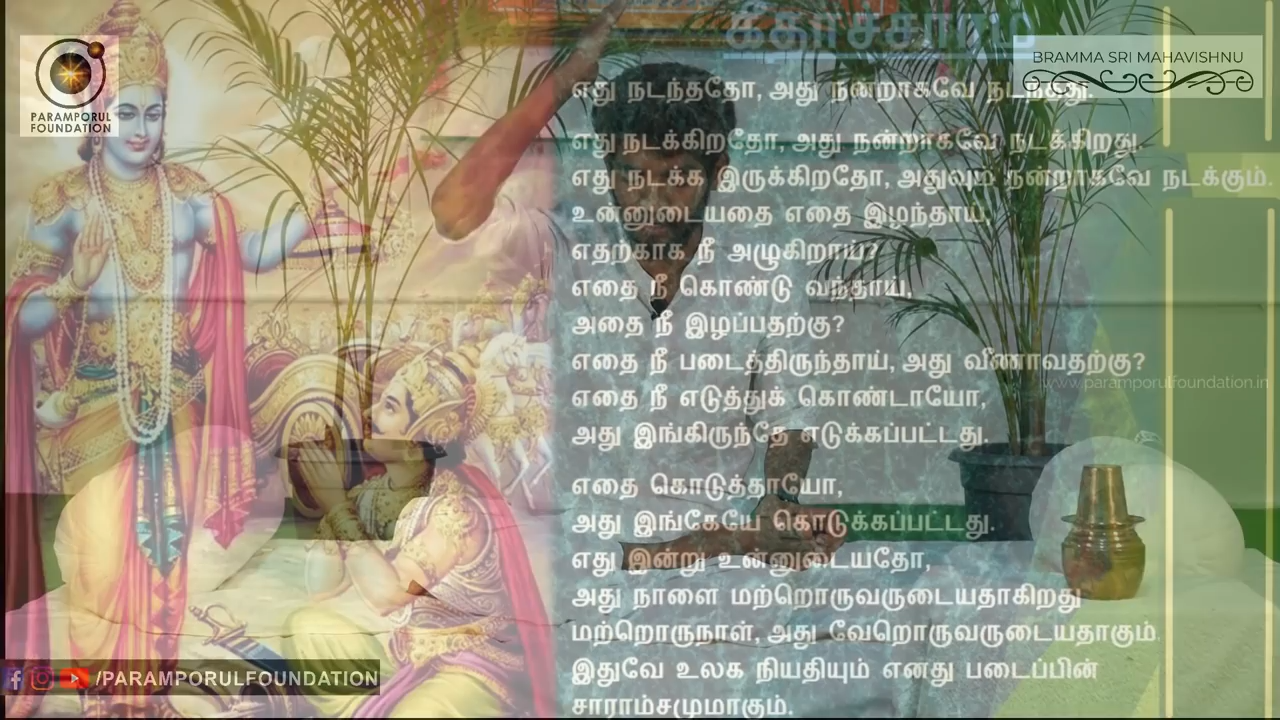 கீதாச்சாரம்
PARAMPORUL
FOUNDATION
BRAMMA SRI MAHAVISHNU
எது நடந்ததோ, அது நன்றாகவே நடந்தது.
எது நடக்கிறதோ, அது நன்றாகவே நடக்கிறது.
எது நடக்க இருக்கிறதோ, அதுவும் நன்றாகவே நடக்கும்.
உன்னுடையதை எதை இழந்தாய்,
எதற்காக நீ அழுகிறாய்?
எதை நீ கொண்டு வந்தாய்,
அதை நீ இழப்பதற்கு?
எதை நீ படைத்திருந்தாய், அது வீணாவதற்கு?
www.paramporulfoundation.in
எதை நீ எடுத்துக் கொண்டாயோ,
அது இங்கிருந்தே எடுக்கப்பட்டது.
எதை கொடுத்தாயோ,
அது இங்கேயே கொடுக்கப்பட்டது.
எது இன்று உன்னுடையதோ,
அது நாளை மற்றொருவருடையதாகிறது
மற்றொருநாள், அது வேறொருவருடையதாகும்.
இதுவே உலக நியதியும் எனது படைப்பின்
சாராம்சமுமாகும்.
/PARAMPORULFOUNDATION